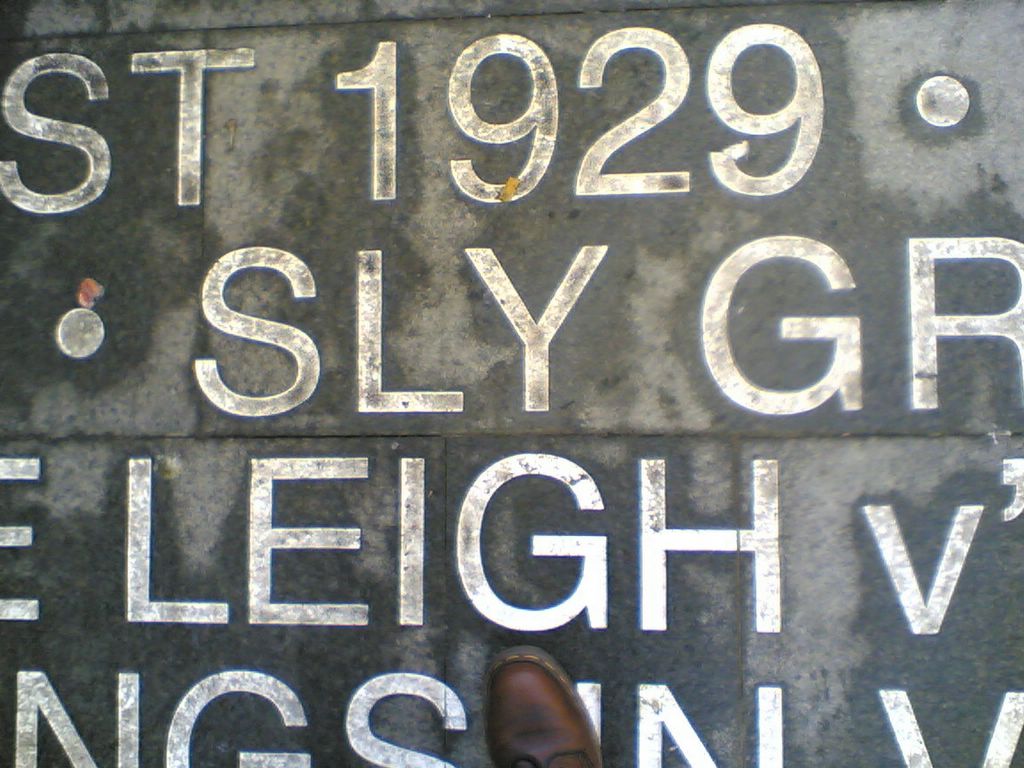 ST 1929 •
• SLY GR
E LEIGH v'
NGS IN V